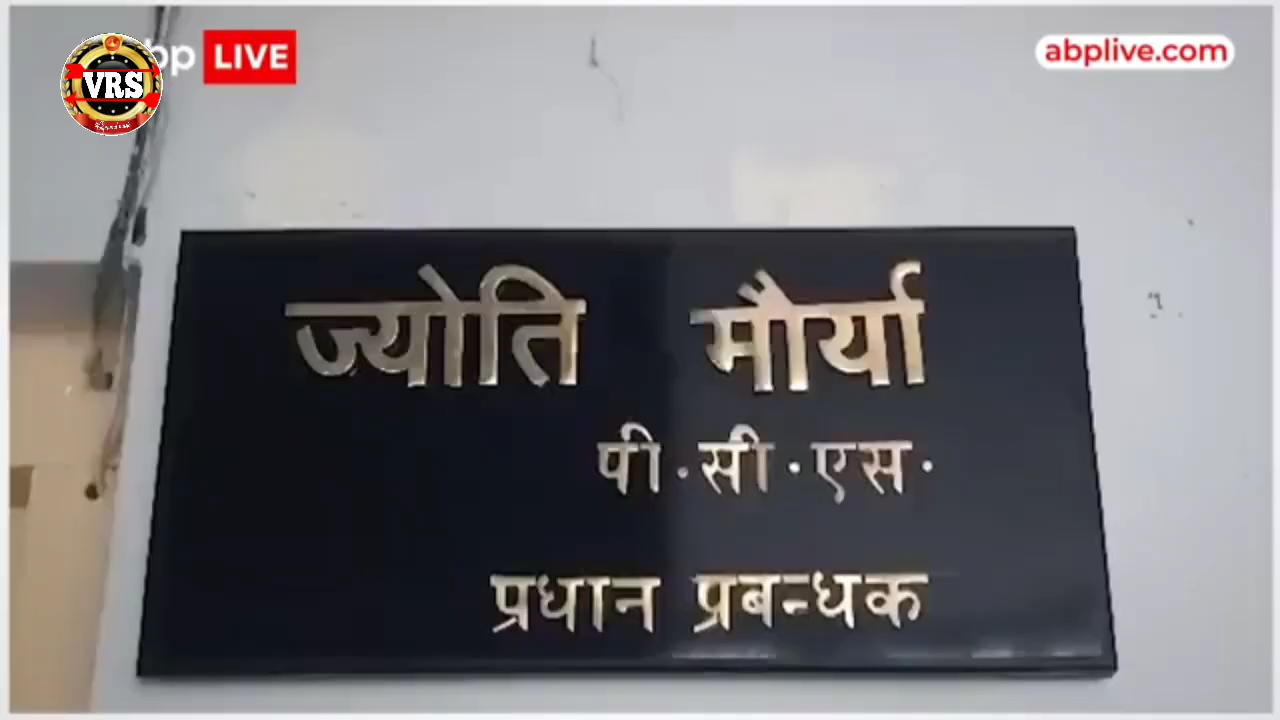 bp LIVE
abplive.com
VRS
ज्योति मौर्या
पी.सी.एस.
प्रधान प्रबन्धक